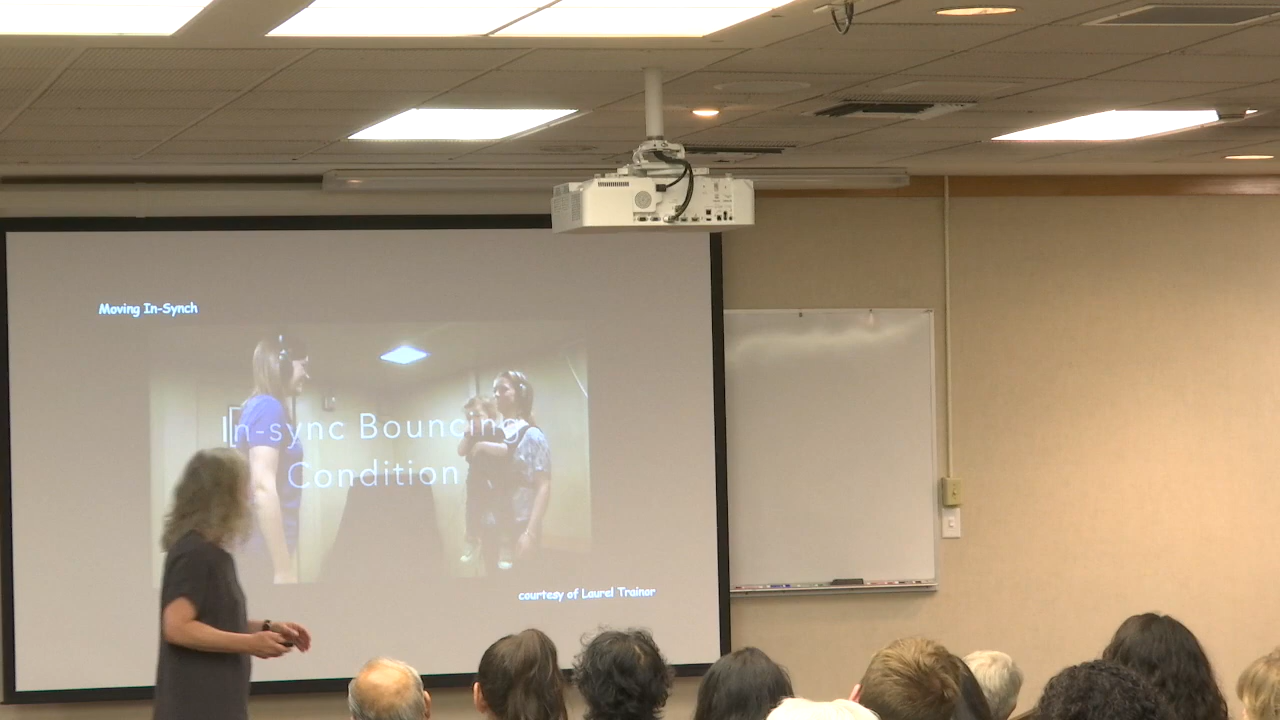 Moving In-Synch
In-sync Bouncing
Condition
courtesy of Laurel Trainor